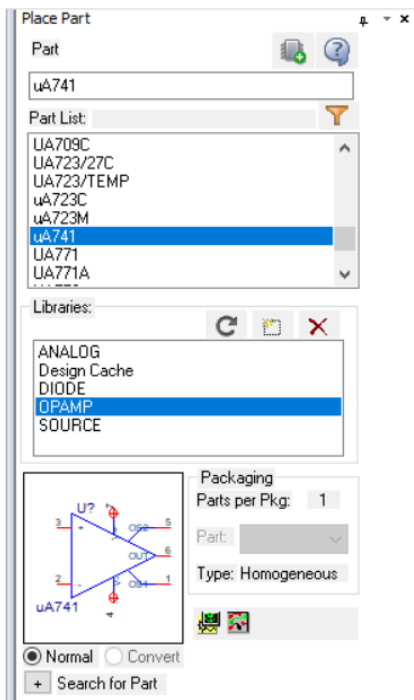 Place Part
Part
uA741
Part List:
UA709C
UA723/27C
UA723/TEMP
uA723C
uA723M
uA741
UA771
UA771A
Libraries:
ANALOG
Design Cache
DIODE
OPAMP
SOURCE
Packaging
Parts per Pkg: 1
Part:
Type: Homogeneous
U? 7
3 + OS2 5
OUT 6
2 - OS1 1
uA741 4
Normal Convert
+ Search for Part